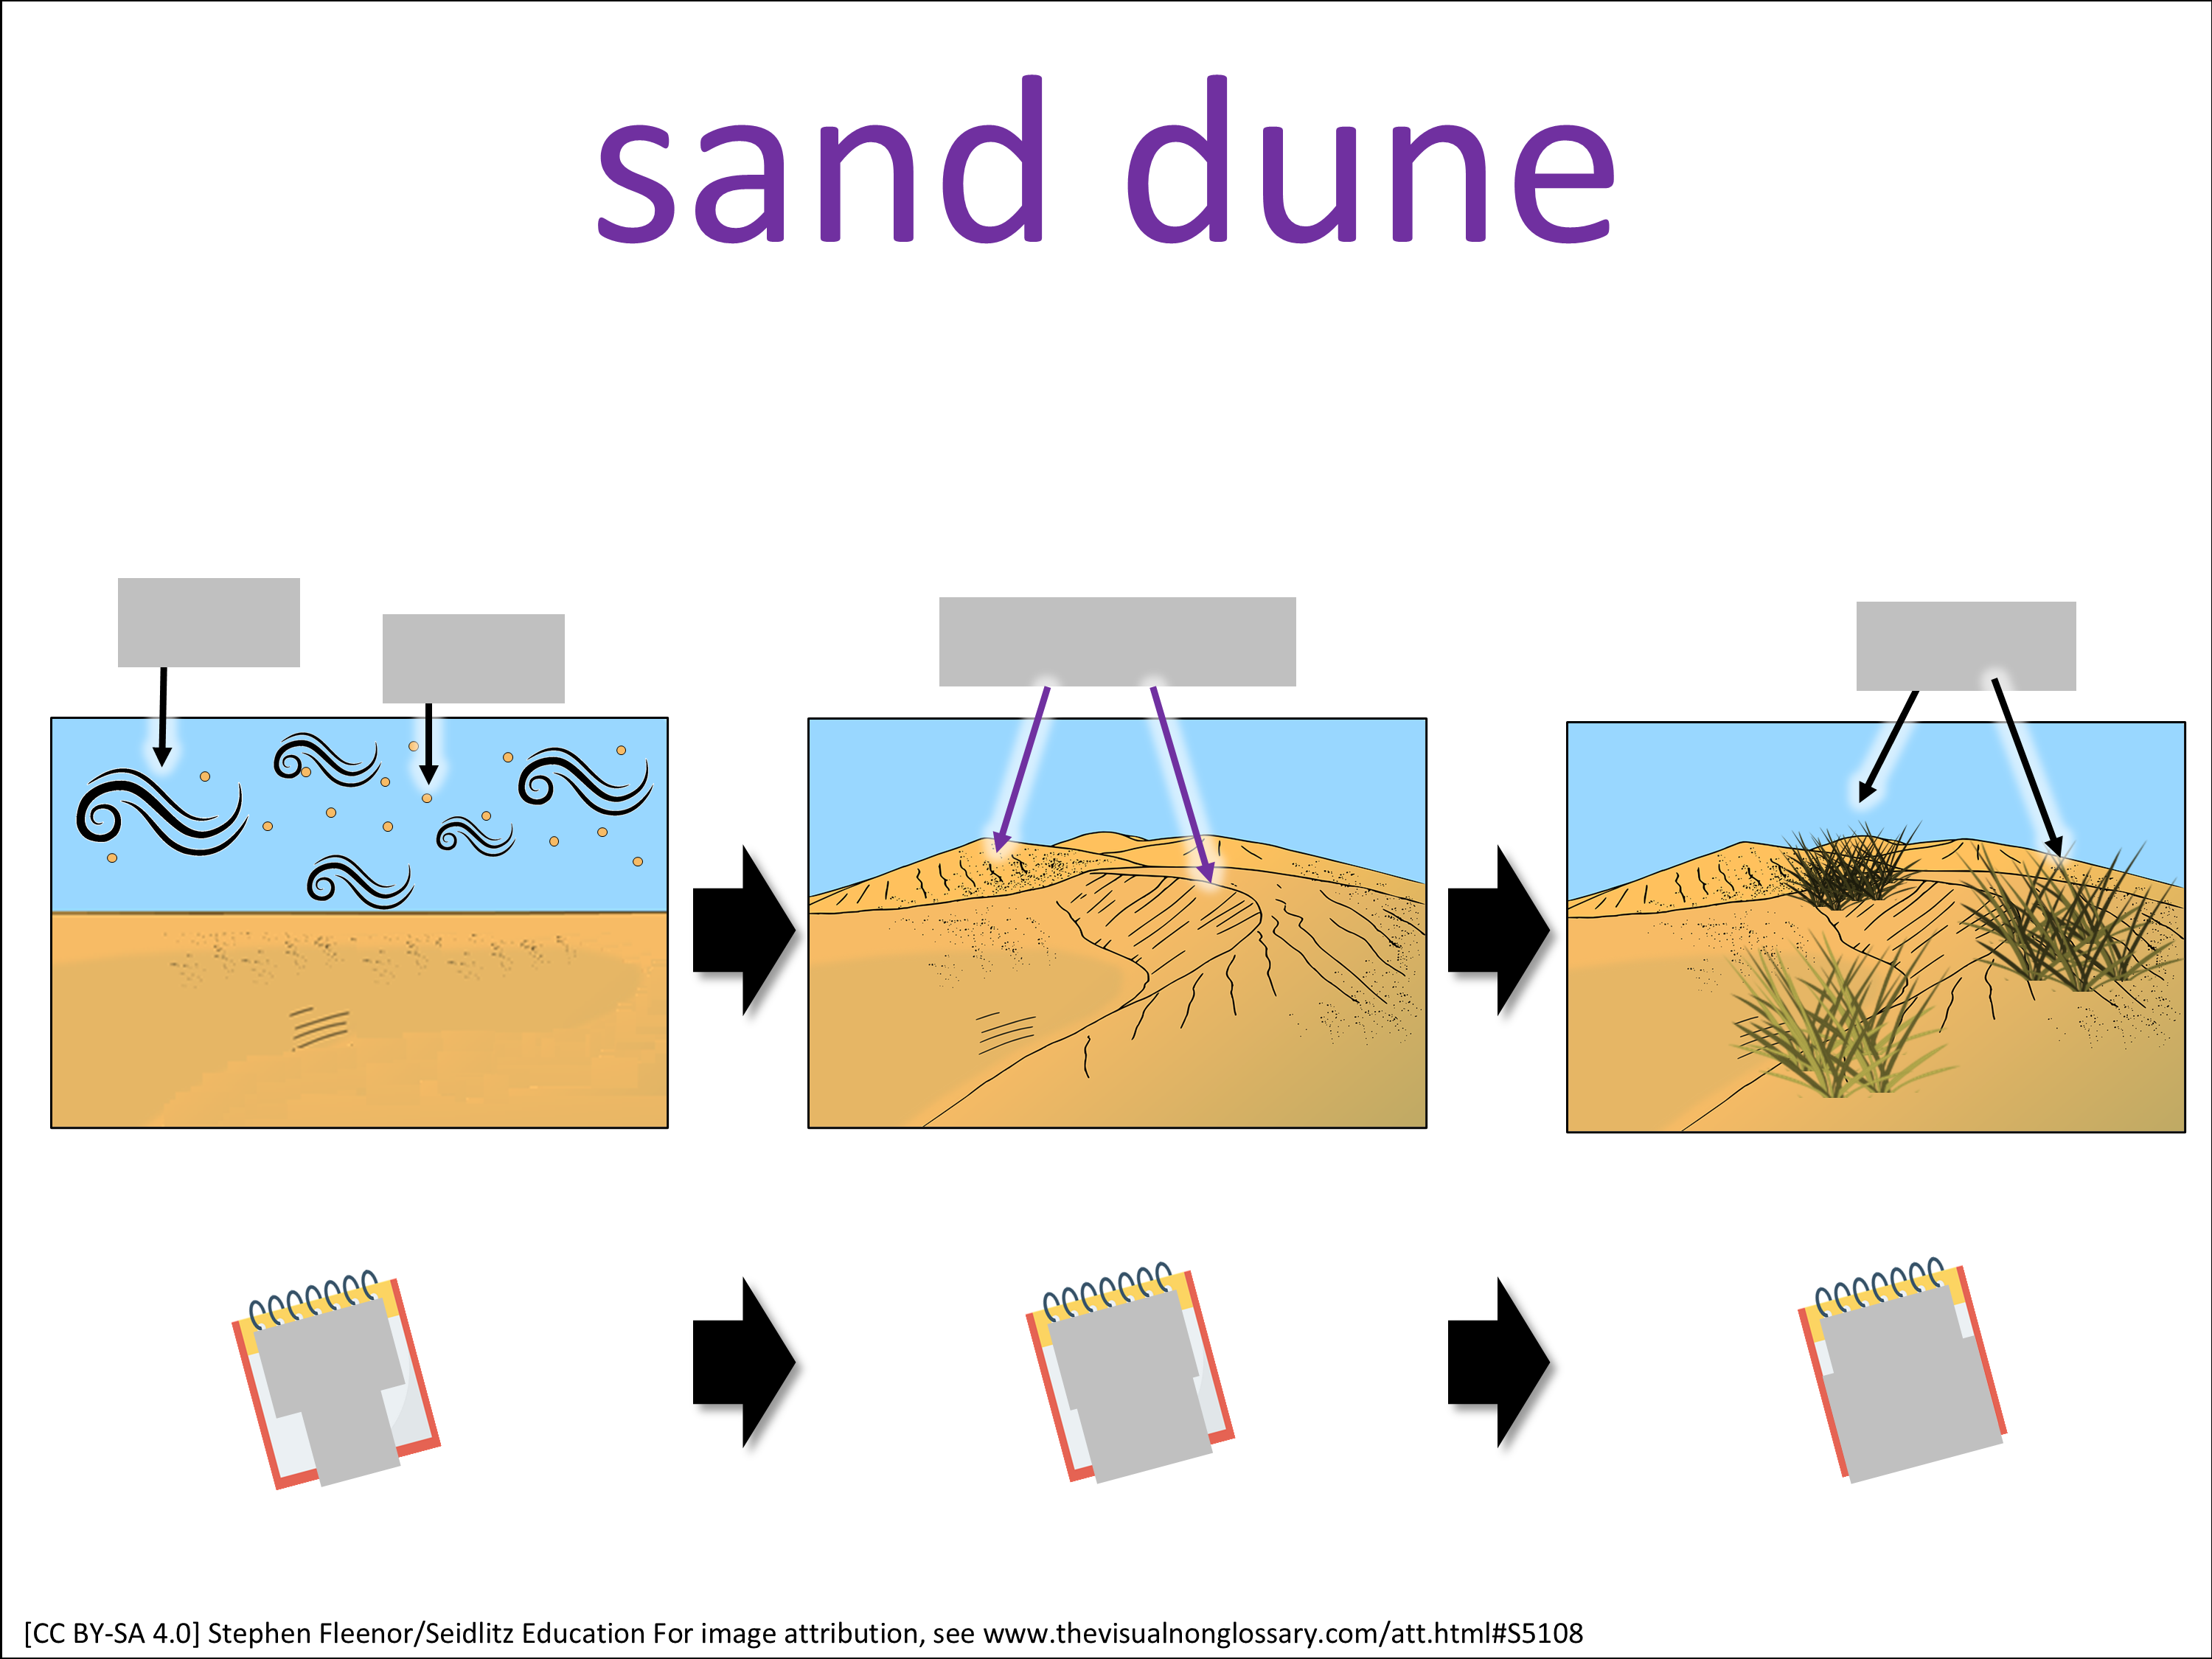 sand dune
[CC BY-SA 4.0] Stephen Fleenor/Seidlitz Education For image attribution, see www.thevisualnonglossary.com/att.html#S5108